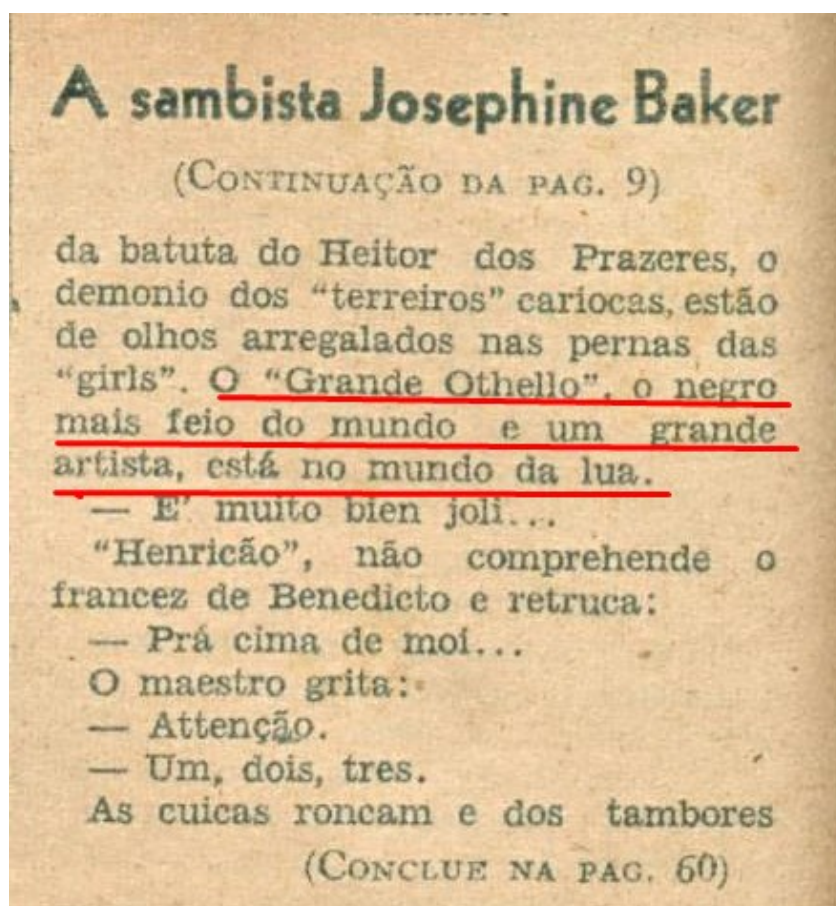 A sambista Josephine Baker
(CONTINUAÇÃO DA PAG. 9)
da batuta do Heitor dos Prazeres, o
demonio dos "terreiros" cariocas, estão
de olhos arregalados nas pernas das
"girls". O "Grande Othello", o negro
mais feio do mundo e um grande
artista, está no mundo da lua.
— E' muito bien joli...
"Henricão", não comprehende o
francez de Benedicto e retruca:
— Prá cima de moi...
O maestro grita:
— Attenção.
— Um, dois, tres.
As cuicas roncam e dos tambores
(CONCLUE NA PAG. 60)